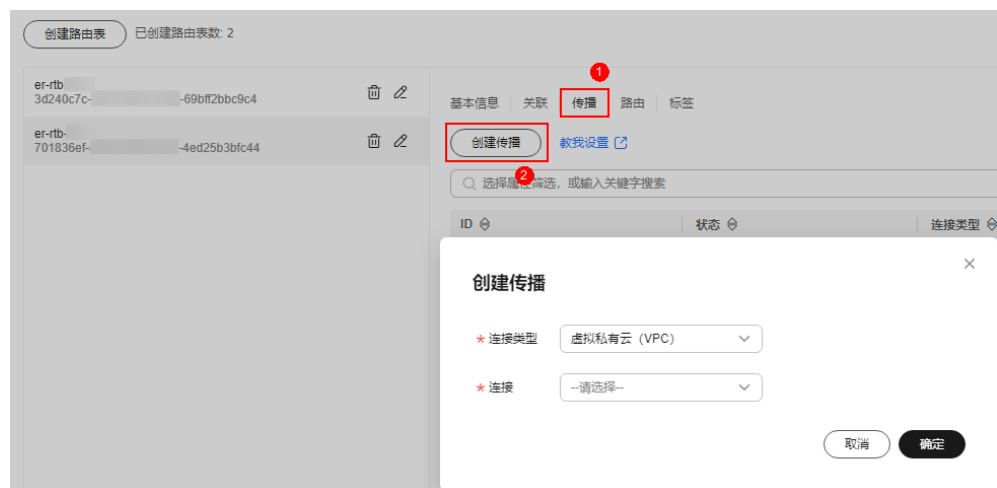 创建路由表 已创建路由表数: 2
er-rtb
3d240c7c- -69bff2bbc9c4
er-rtb-
701836ef- -4ed25b3bfc44
1
基本信息 关联 传播 路由 标签
创建传播 教我设置
2
选择属性筛选，或输入关键字搜索
ID 状态 连接类型
创建传播
* 连接类型 虚拟私有云（VPC）
* 连接 --请选择--
取消 确定